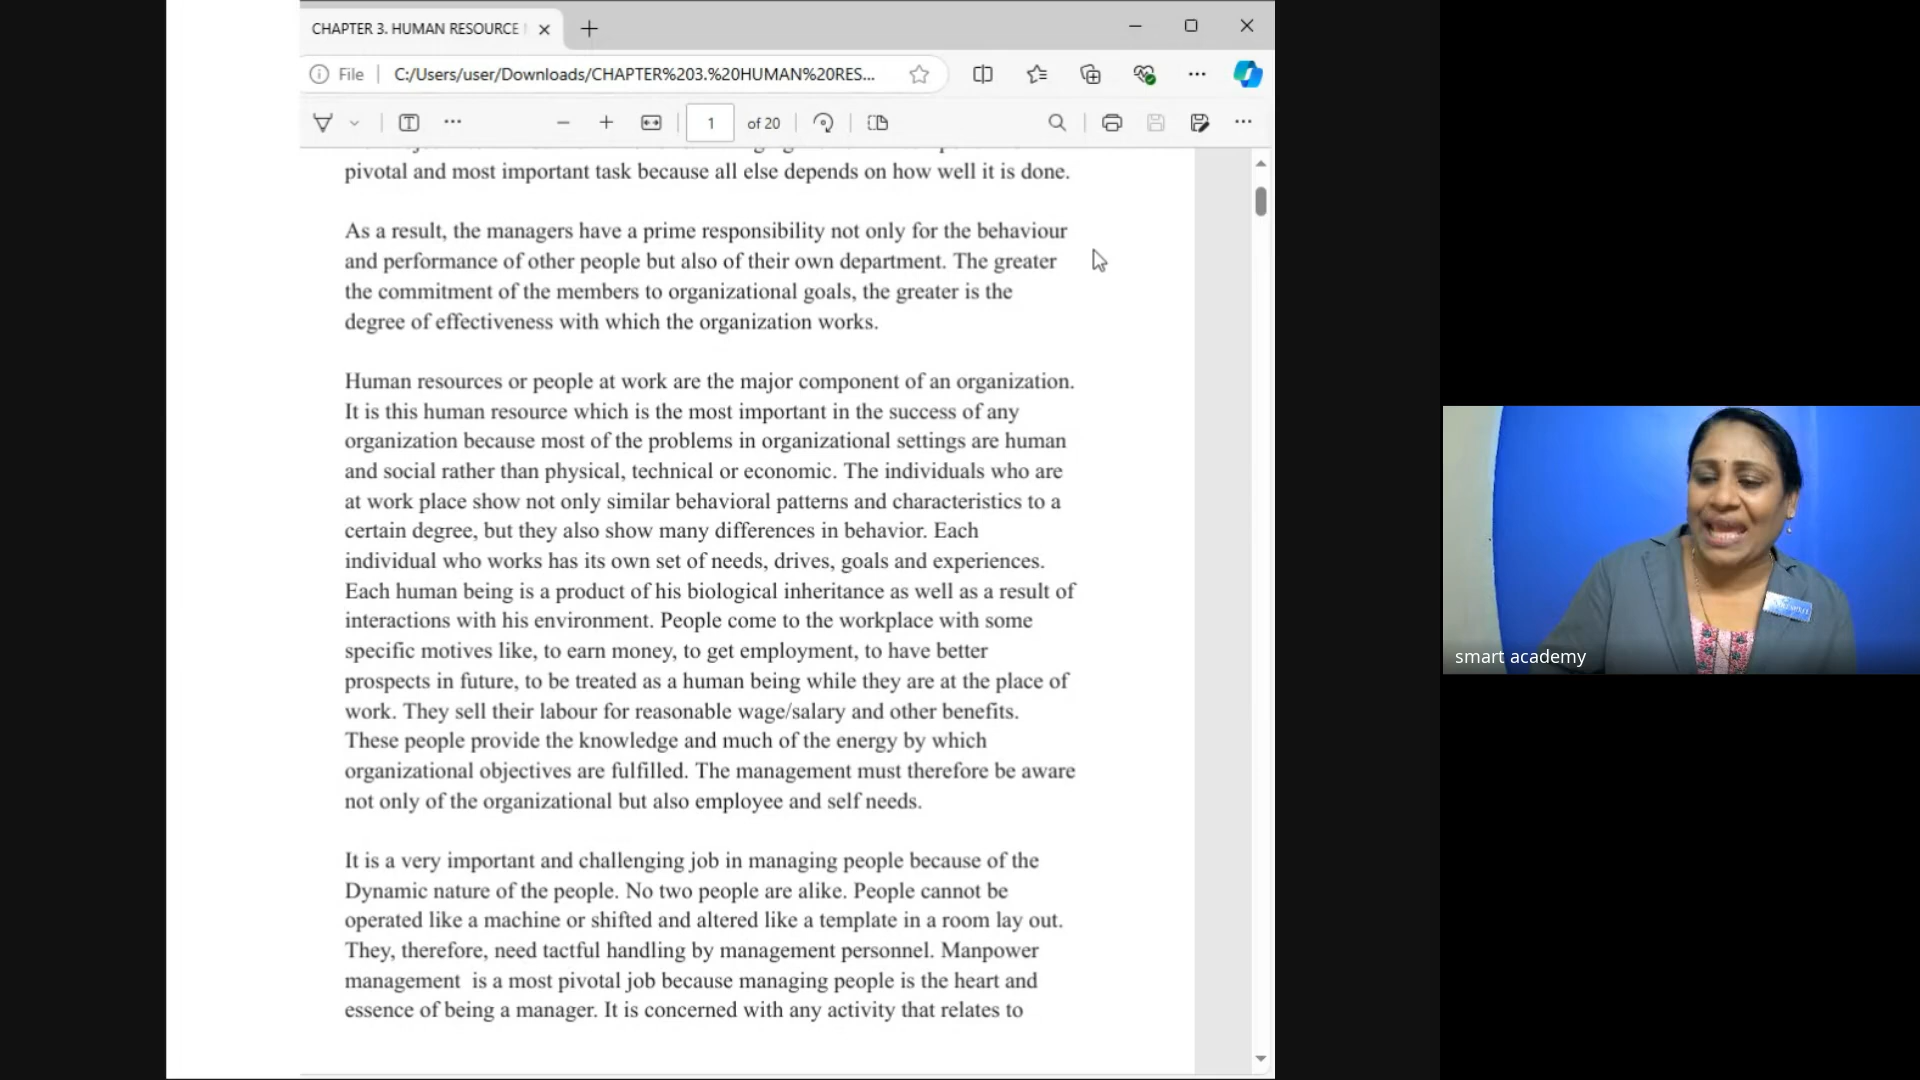 CHAPTER 3. HUMAN RESOURCE
File
C:/Users/user/Downloads/CHAPTER%203.%20HUMAN%20RES...
1 of 20
pivotal and most important task because all else depends on how well it is done.
As a result, the managers have a prime responsibility not only for the behaviour
and performance of other people but also of their own department. The greater
the commitment of the members to organizational goals, the greater is the
degree of effectiveness with which the organization works.
Human resources or people at work are the major component of an organization.
It is this human resource which is the most important in the success of any
organization because most of the problems in organizational settings are human
and social rather than physical, technical or economic. The individuals who are
at work place show not only similar behavioral patterns and characteristics to a
certain degree, but they also show many differences in behavior. Each
individual who works has its own set of needs, drives, goals and experiences.
Each human being is a product of his biological inheritance as well as a result of
interactions with his environment. People come to the workplace with some
specific motives like, to earn money, to get employment, to have better
prospects in future, to be treated as a human being while they are at the place of
work. They sell their labour for reasonable wage/salary and other benefits.
These people provide the knowledge and much of the energy by which
organizational objectives are fulfilled. The management must therefore be aware
not only of the organizational but also employee and self needs.
It is a very important and challenging job in managing people because of the
Dynamic nature of the people. No two people are alike. People cannot be
operated like a machine or shifted and altered like a template in a room lay out.
They, therefore, need tactful handling by management personnel. Manpower
management  is a most pivotal job because managing people is the heart and
essence of being a manager. It is concerned with any activity that relates to
smart academy